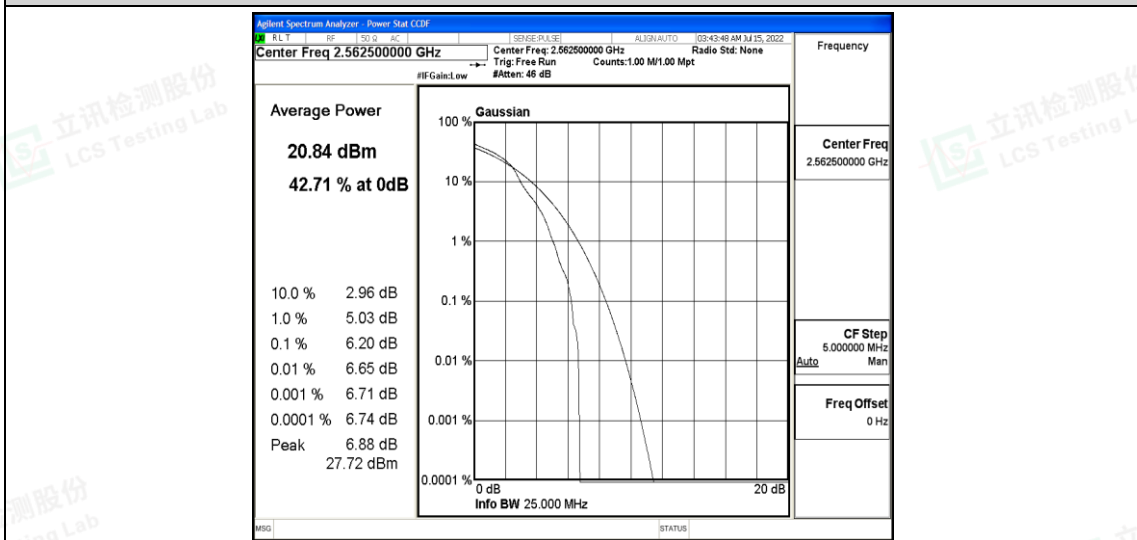 Agilent Spectrum Analyzer - Power Stat CCDF
RLT RF 50 Ω AC SENSE:PULSE ALIGNAUTO 03:43:48 AM Jul 15, 2022
Center Freq 2.562500000 GHz
Center Freq: 2.562500000 GHz Radio Std: None
Trig: Free Run Counts:1.00 M/1.00 Mpt
#IFGain:Low #Atten: 46 dB
Frequency
Average Power
20.84 dBm
42.71 % at 0dB
10.0 % 2.96 dB
1.0 % 5.03 dB
0.1 % 6.20 dB
0.01 % 6.65 dB
0.001 % 6.71 dB
0.0001 % 6.74 dB
Peak 6.88 dB
27.72 dBm
Gaussian
100 %
10 %
1 %
0.1 %
0.01 %
0.001 %
0.0001 %
0 dB 20 dB
Info BW 25.000 MHz
Center Freq
2.562500000 GHz
CF Step
5.000000 MHz
Auto Man
Freq Offset
0 Hz
MSG STATUS
立讯检测股份
LCS Testing Lab
立讯检测股份
LCS Testing L
测股份
ing Lab
立